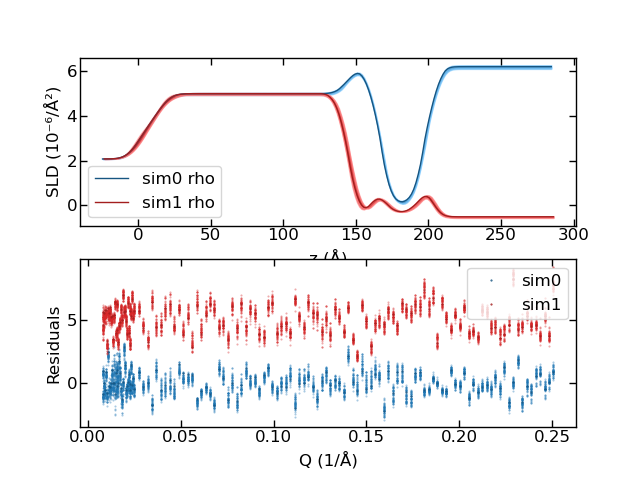 6
4
2
0
SLD (10⁻⁶/Å²)
sim0 rho
sim1 rho
0 50 100 150 200 250 300
z (Å)
5
0
Residuals
sim0
sim1
0.00 0.05 0.10 0.15 0.20 0.25
Q (1/Å)